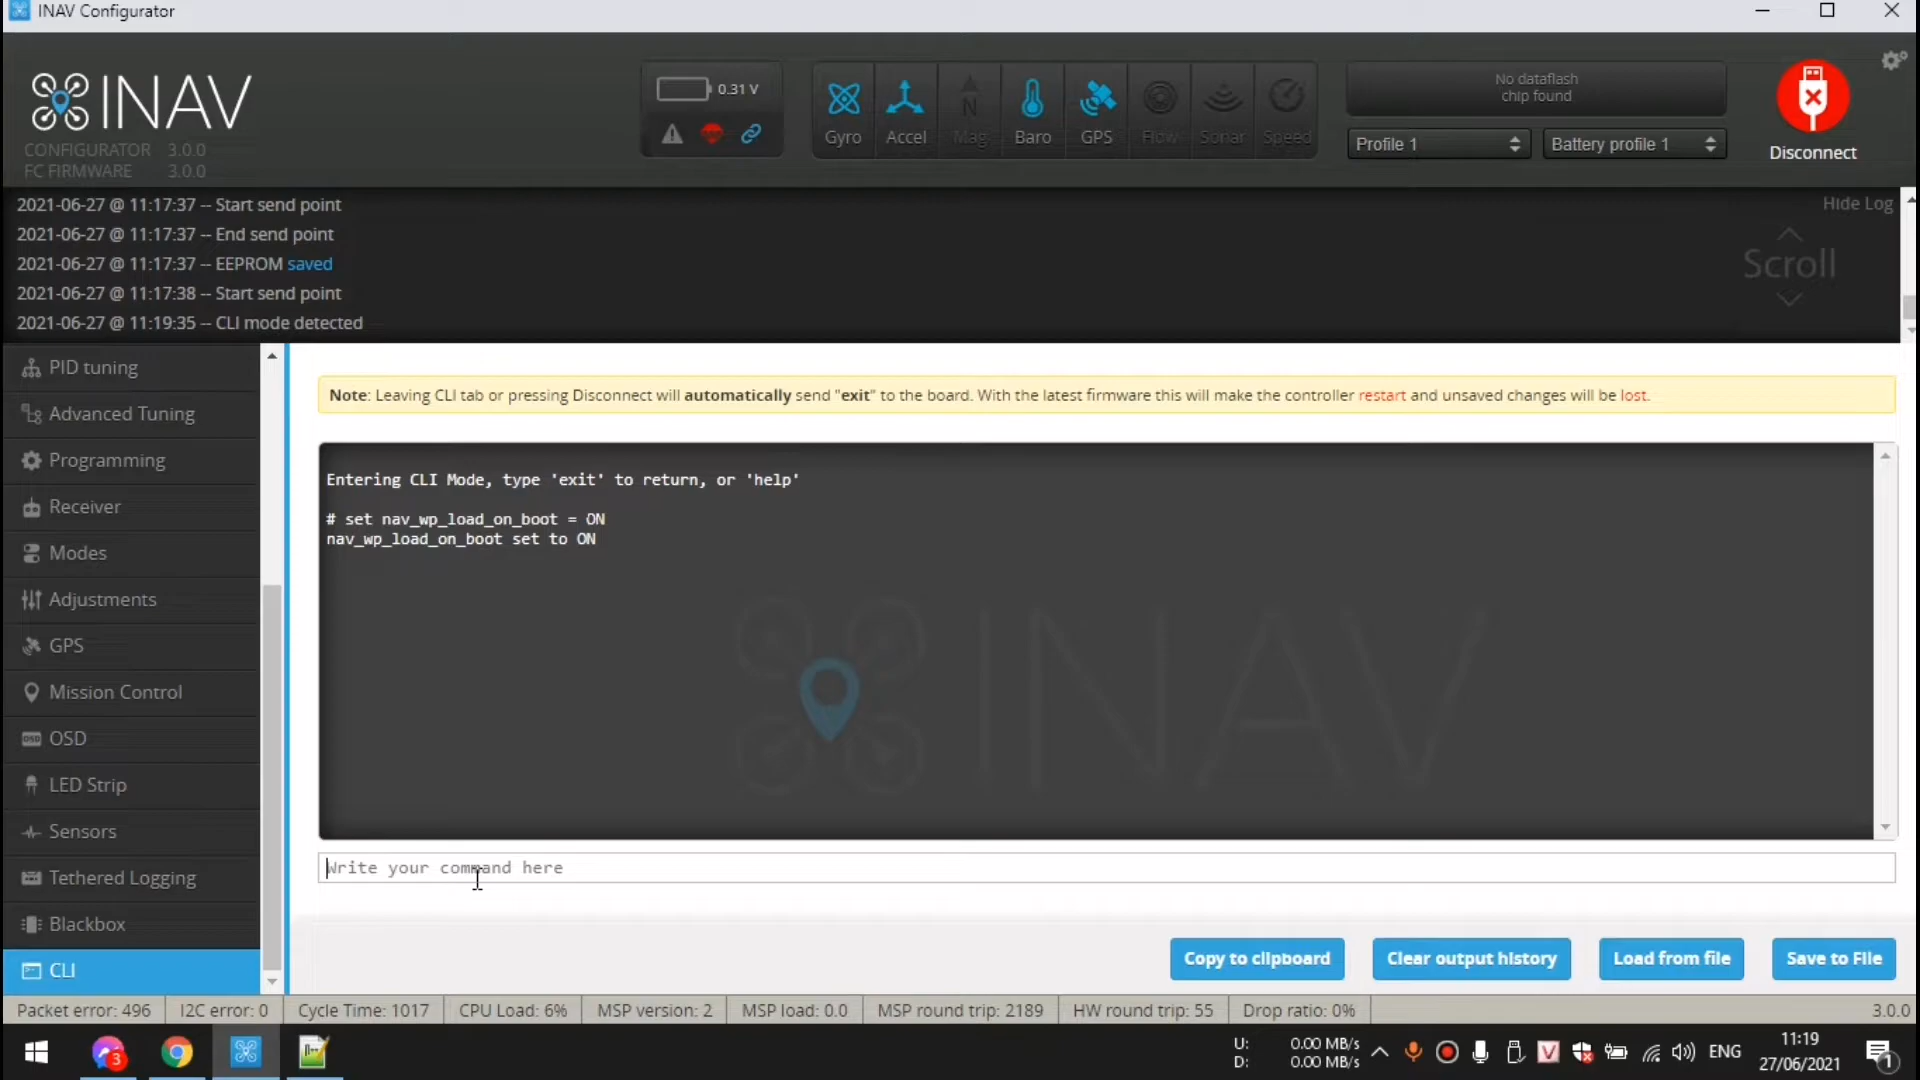 INAV Configurator
INAV
CONFIGURATOR 3.0.0
FC FIRMWARE 3.0.0
0.31 V
Gyro
Accel
Mag
Baro
GPS
Flow
Sonar
Speed
No dataflash
chip found
Profile 1
Battery profile 1
Disconnect
2021-06-27 @ 11:17:37 -- Start send point
2021-06-27 @ 11:17:37 -- End send point
2021-06-27 @ 11:17:37 -- EEPROM saved
2021-06-27 @ 11:17:38 -- Start send point
2021-06-27 @ 11:19:35 -- CLI mode detected
Hide Log
Scroll
PID tuning
Advanced Tuning
Programming
Receiver
Modes
Adjustments
GPS
Mission Control
OSD
LED Strip
Sensors
Tethered Logging
Blackbox
CLI
Note: Leaving CLI tab or pressing Disconnect will automatically send "exit" to the board. With the latest firmware this will make the controller restart and unsaved changes will be lost.
Entering CLI Mode, type 'exit' to return, or 'help'
# set nav_wp_load_on_boot = ON
nav_wp_load_on_boot set to ON
INAV
Write your command here
Copy to clipboard
Clear output history
Load from file
Save to File
Packet error: 496
I2C error: 0
Cycle Time: 1017
CPU Load: 6%
MSP version: 2
MSP load: 0.0
MSP round trip: 2189
HW round trip: 55
Drop ratio: 0%
3.0.0
3
U: 0.00 MB/s
D: 0.00 MB/s
V
ENG
11:19
27/06/2021
1